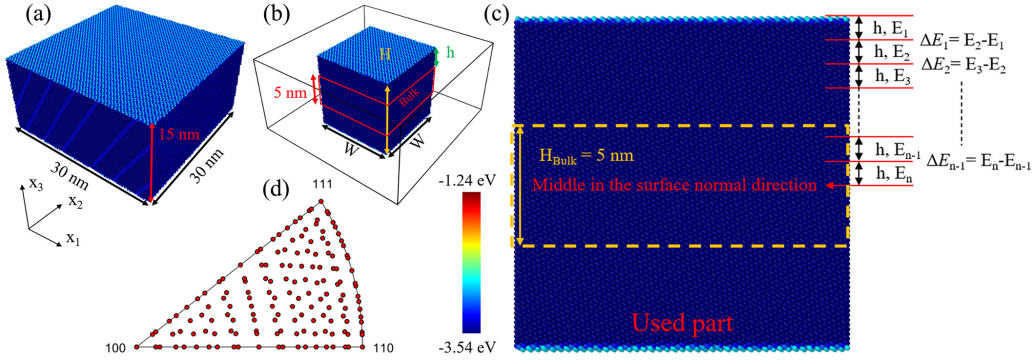 (a)
15 nm
30 nm
30 nm
x₃
x₂
x₁
(b)
H
h
5 nm
Bulk
W
W
(d)
111
100
110
-1.24 eV
-3.54 eV
(c)
h, E₁
h, E₂
h, E₃
ΔE₁= E₂-E₁
ΔE₂= E₃-E₂
H_Bulk = 5 nm
Middle in the surface normal direction
h, Eₙ₋₁
h, Eₙ
ΔEₙ₋₁= Eₙ-Eₙ₋₁
Used part